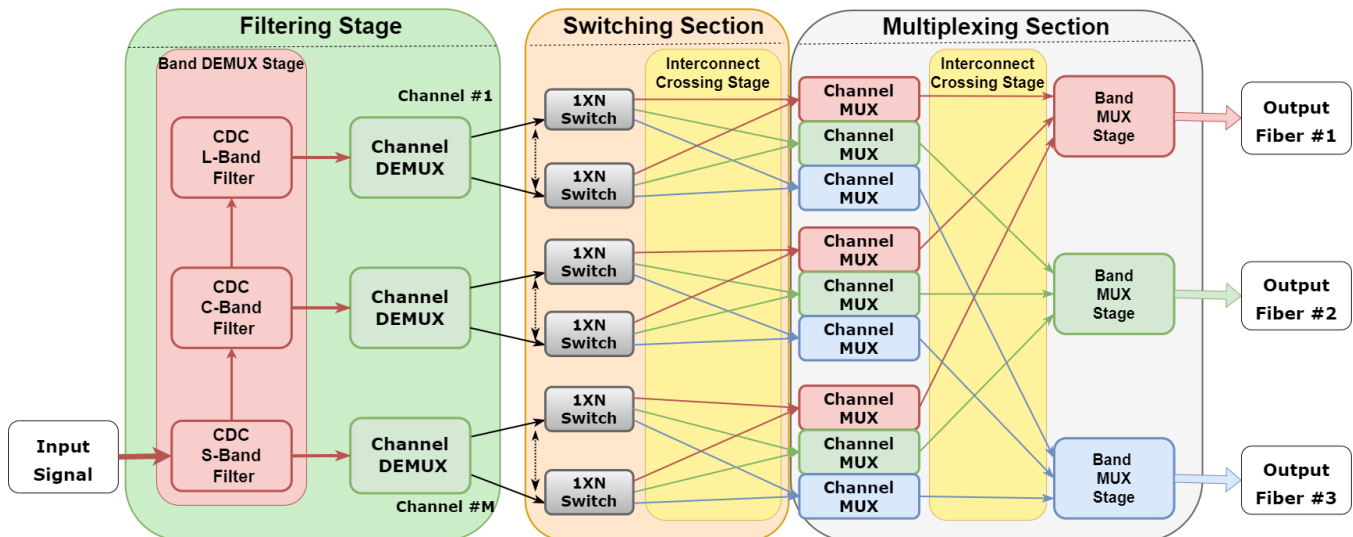 Filtering Stage
Switching Section
Multiplexing Section
Band DEMUX Stage
Interconnect
Crossing Stage
Interconnect
Crossing Stage
Channel #1
CDC
L-Band
Filter
Channel
DEMUX
1XN
Switch
1XN
Switch
Channel
MUX
Channel
MUX
Channel
MUX
Band
MUX
Stage
Output
Fiber #1
CDC
C-Band
Filter
Channel
DEMUX
1XN
Switch
1XN
Switch
Channel
MUX
Channel
MUX
Channel
MUX
Band
MUX
Stage
Output
Fiber #2
Input
Signal
CDC
S-Band
Filter
Channel
DEMUX
Channel #M
1XN
Switch
1XN
Switch
Channel
MUX
Channel
MUX
Channel
MUX
Band
MUX
Stage
Output
Fiber #3